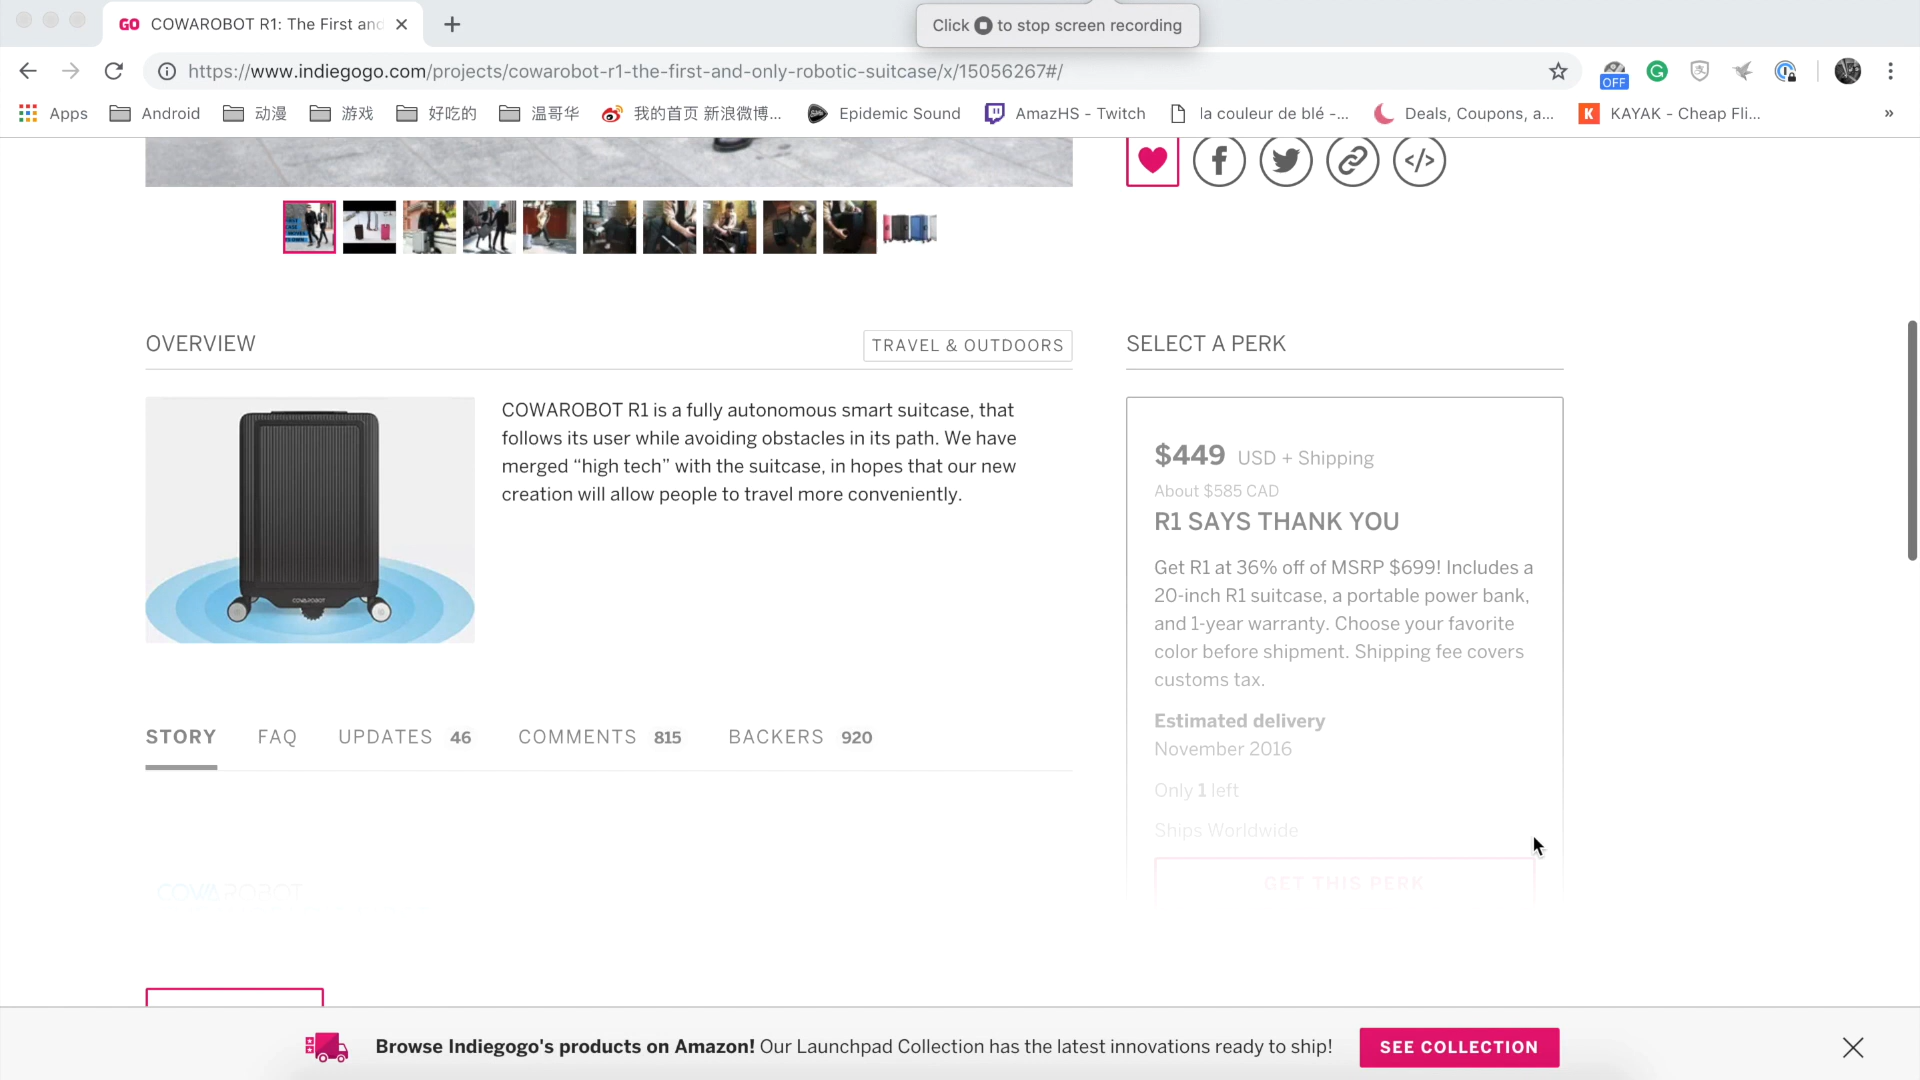 GO COWAROBOT R1: The First and
Click to stop screen recording
https://www.indiegogo.com/projects/cowarobot-r1-the-first-and-only-robotic-suitcase/x/15056267#/
OFF
Apps Android 动漫 游戏 好吃的 温哥华 我的首页 新浪微博... Epidemic Sound AmazHS - Twitch la couleur de blé -... Deals, Coupons, a... K KAYAK - Cheap Fli... »
OVERVIEW
TRAVEL & OUTDOORS
COWAROBOT R1 is a fully autonomous smart suitcase, that
follows its user while avoiding obstacles in its path. We have
merged “high tech” with the suitcase, in hopes that our new
creation will allow people to travel more conveniently.
COWAROBOT
STORY FAQ UPDATES 46 COMMENTS 815 BACKERS 920
COWAROBOT
SELECT A PERK
$449 USD + Shipping
About $585 CAD
R1 SAYS THANK YOU
Get R1 at 36% off of MSRP $699! Includes a
20-inch R1 suitcase, a portable power bank,
and 1-year warranty. Choose your favorite
color before shipment. Shipping fee covers
customs tax.
Estimated delivery
November 2016
Only 1 left
Ships Worldwide
GET THIS PERK
Browse Indiegogo's products on Amazon! Our Launchpad Collection has the latest innovations ready to ship!
SEE COLLECTION